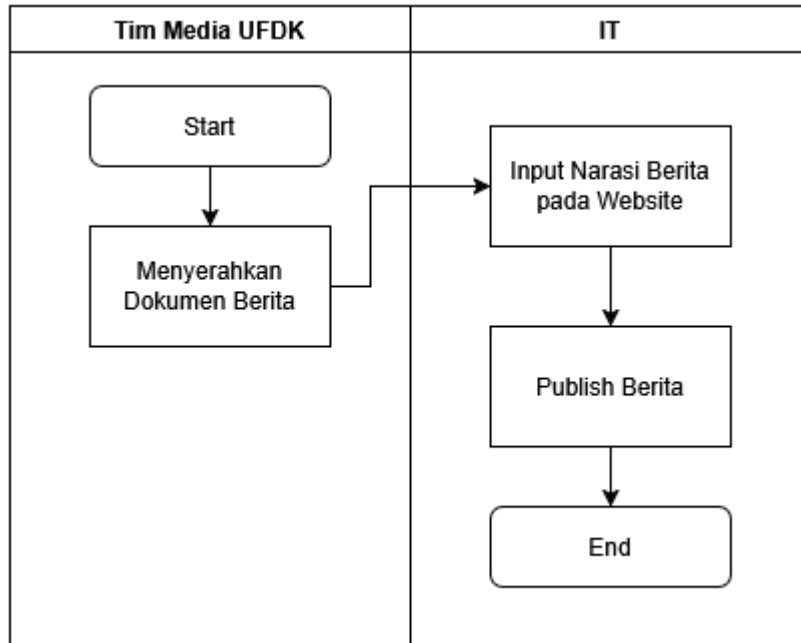 Tim Media UFDK
IT
Start
Menyerahkan
Dokumen Berita
Input Narasi Berita
pada Website
Publish Berita
End